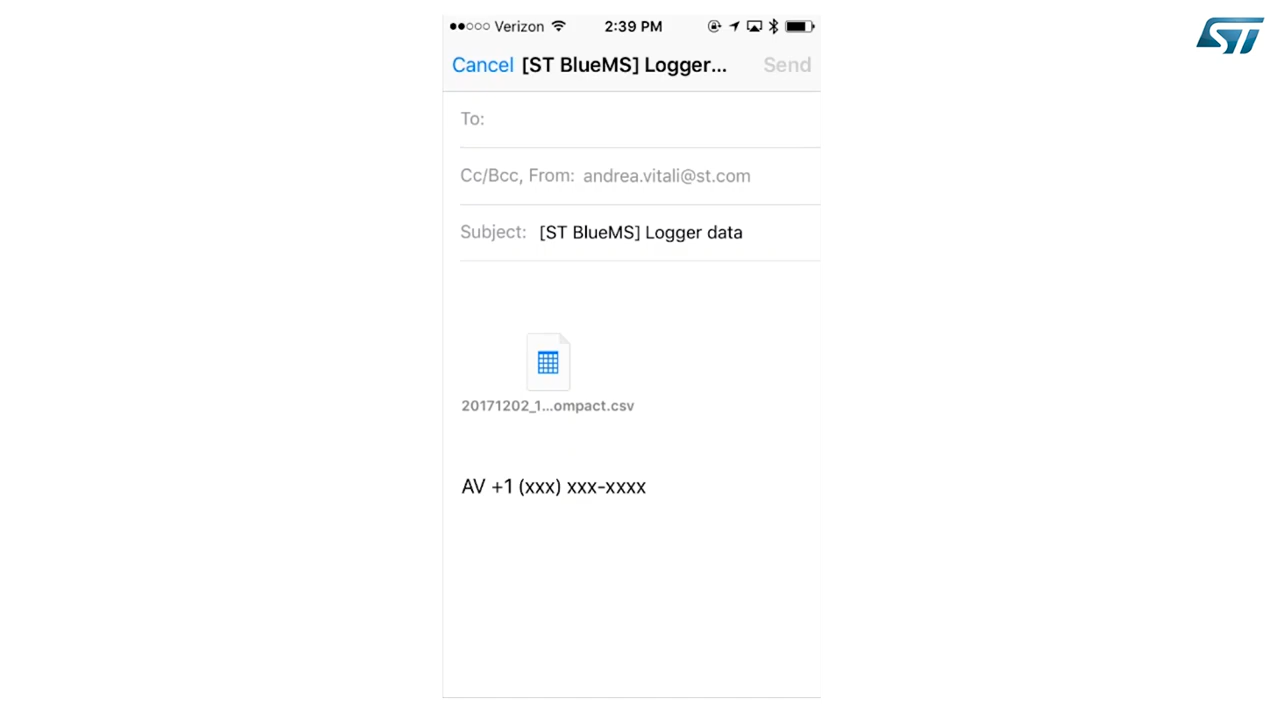 Verizon 2:39 PM
Cancel [ST BlueMS] Logger... Send
To:
Cc/Bcc, From: andrea.vitali@st.com
Subject: [ST BlueMS] Logger data
20171202_1...ompact.csv
AV +1 (xxx) xxx-xxxx
ST